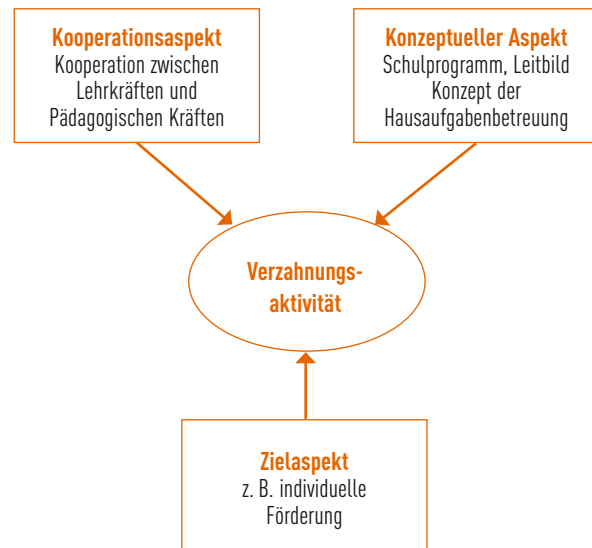 Kooperationsaspekt
Kooperation zwischen
Lehrkräften und
Pädagogischen Kräften
Konzeptueller Aspekt
Schulprogramm, Leitbild
Konzept der
Hausaufgabenbetreuung
Verzahnungs-
aktivität
Zielaspekt
z. B. individuelle
Förderung